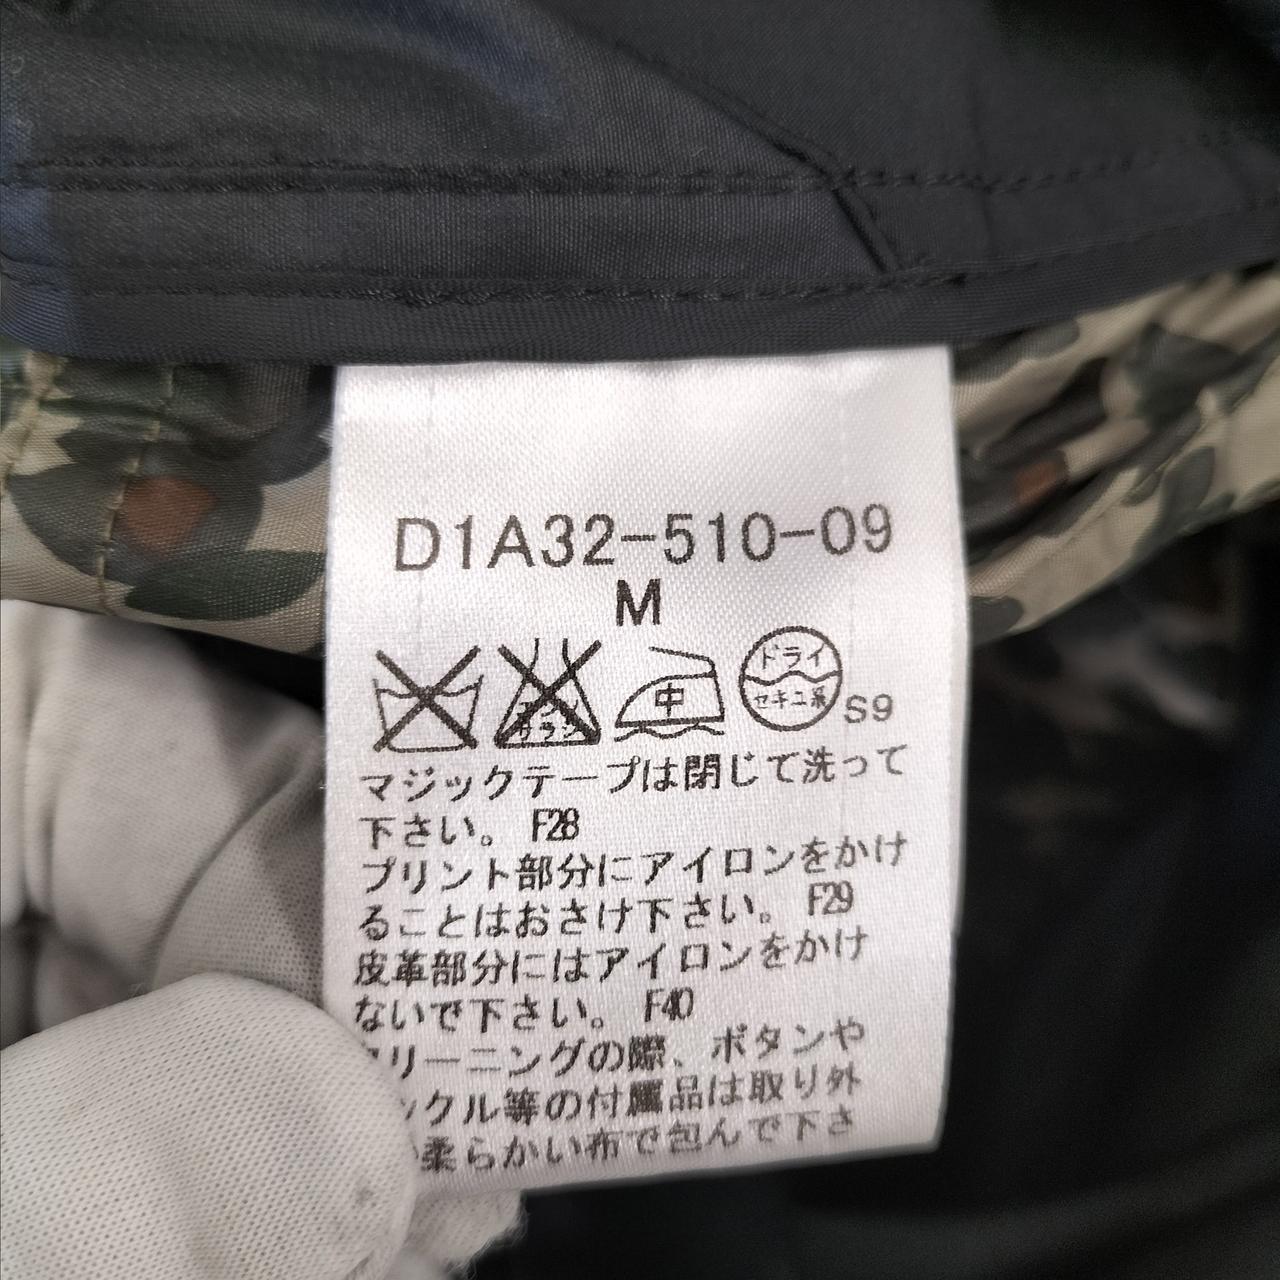 D1A32-510-09
M
中
ドライ
セキユ系
S9
マジックテープは閉じて洗って
下さい。 F28
プリント部分にアイロンをかけ
ることはおさけ下さい。 F29
皮革部分にはアイロンをかけ
ないで下さい。 F40
リーニングの際、ボタンや
ックル等の付属品は取り外
柔らかい布で包んで下さ